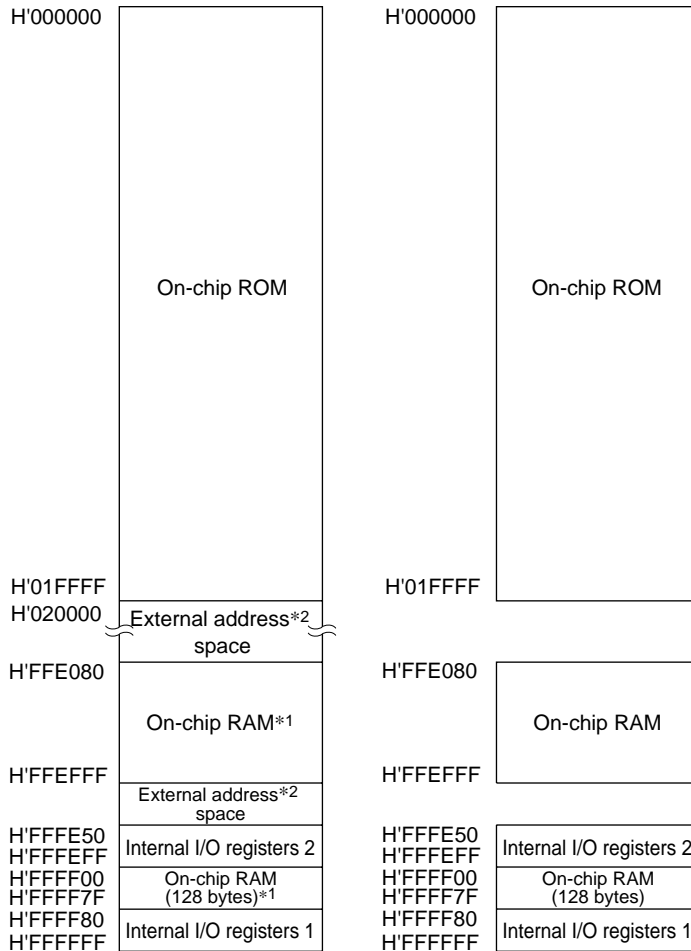 H'000000
On-chip ROM
H'01FFFF
H'020000
External address*2
space
H'FFE080
On-chip RAM*1
H'FFEFFF
External address*2
space
H'FFFE50
Internal I/O registers 2
H'FFFEFF
H'FFFF00
On-chip RAM
(128 bytes)*1
H'FFFF7F
H'FFFF80
Internal I/O registers 1
H'FFFFFF
H'000000
On-chip ROM
H'01FFFF
H'FFE080
On-chip RAM
H'FFEFFF
H'FFFE50
Internal I/O registers 2
H'FFFEFF
H'FFFF00
On-chip RAM
(128 bytes)
H'FFFF7F
H'FFFF80
Internal I/O registers 1
H'FFFFFF